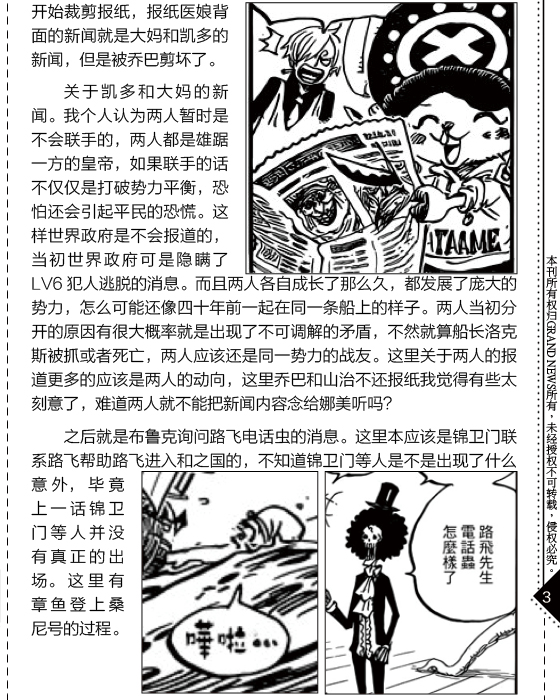 开始裁剪报纸，报纸医娘背
面的新闻就是大妈和凯多的
新闻，但是被乔巴剪坏了。
关于凯多和大妈的新
闻。我个人认为两人暂时是
不会联手的，两人都是雄踞
一方的皇帝，如果联手的话
不仅仅是打破势力平衡，恐
怕还会引起平民的恐慌。这
样世界政府是不会报道的，
当初世界政府可是隐瞒了
LV6 犯人逃脱的消息。而且两人各自成长了那么久，都发展了庞大的
势力，怎么可能还像四十年前一起在同一条船上的样子。两人当初分
开的原因有很大概率就是出现了不可调解的矛盾，不然就算船长洛克
斯被抓或者死亡，两人应该还是同一势力的战友。这里关于两人的报
道更多的应该是两人的动向，这里乔巴和山治不还报纸我觉得有些太
刻意了，难道两人就不能把新闻内容念给娜美听吗？
之后就是布鲁克询问路飞电话虫的消息。这里本应该是锦卫门联
系路飞帮助路飞进入和之国的，不知道锦卫门等人是不是出现了什么
意外，毕竟
上一话锦卫
门等人并没
有真正的出
场。这里有
章鱼登上桑
尼号的过程。
ATAAME
嘩啦…
路飛先生
電話蟲
怎麼樣了
本刊所有权归GRAND NEWS所有，未经授权不可转载，侵权必究。
3